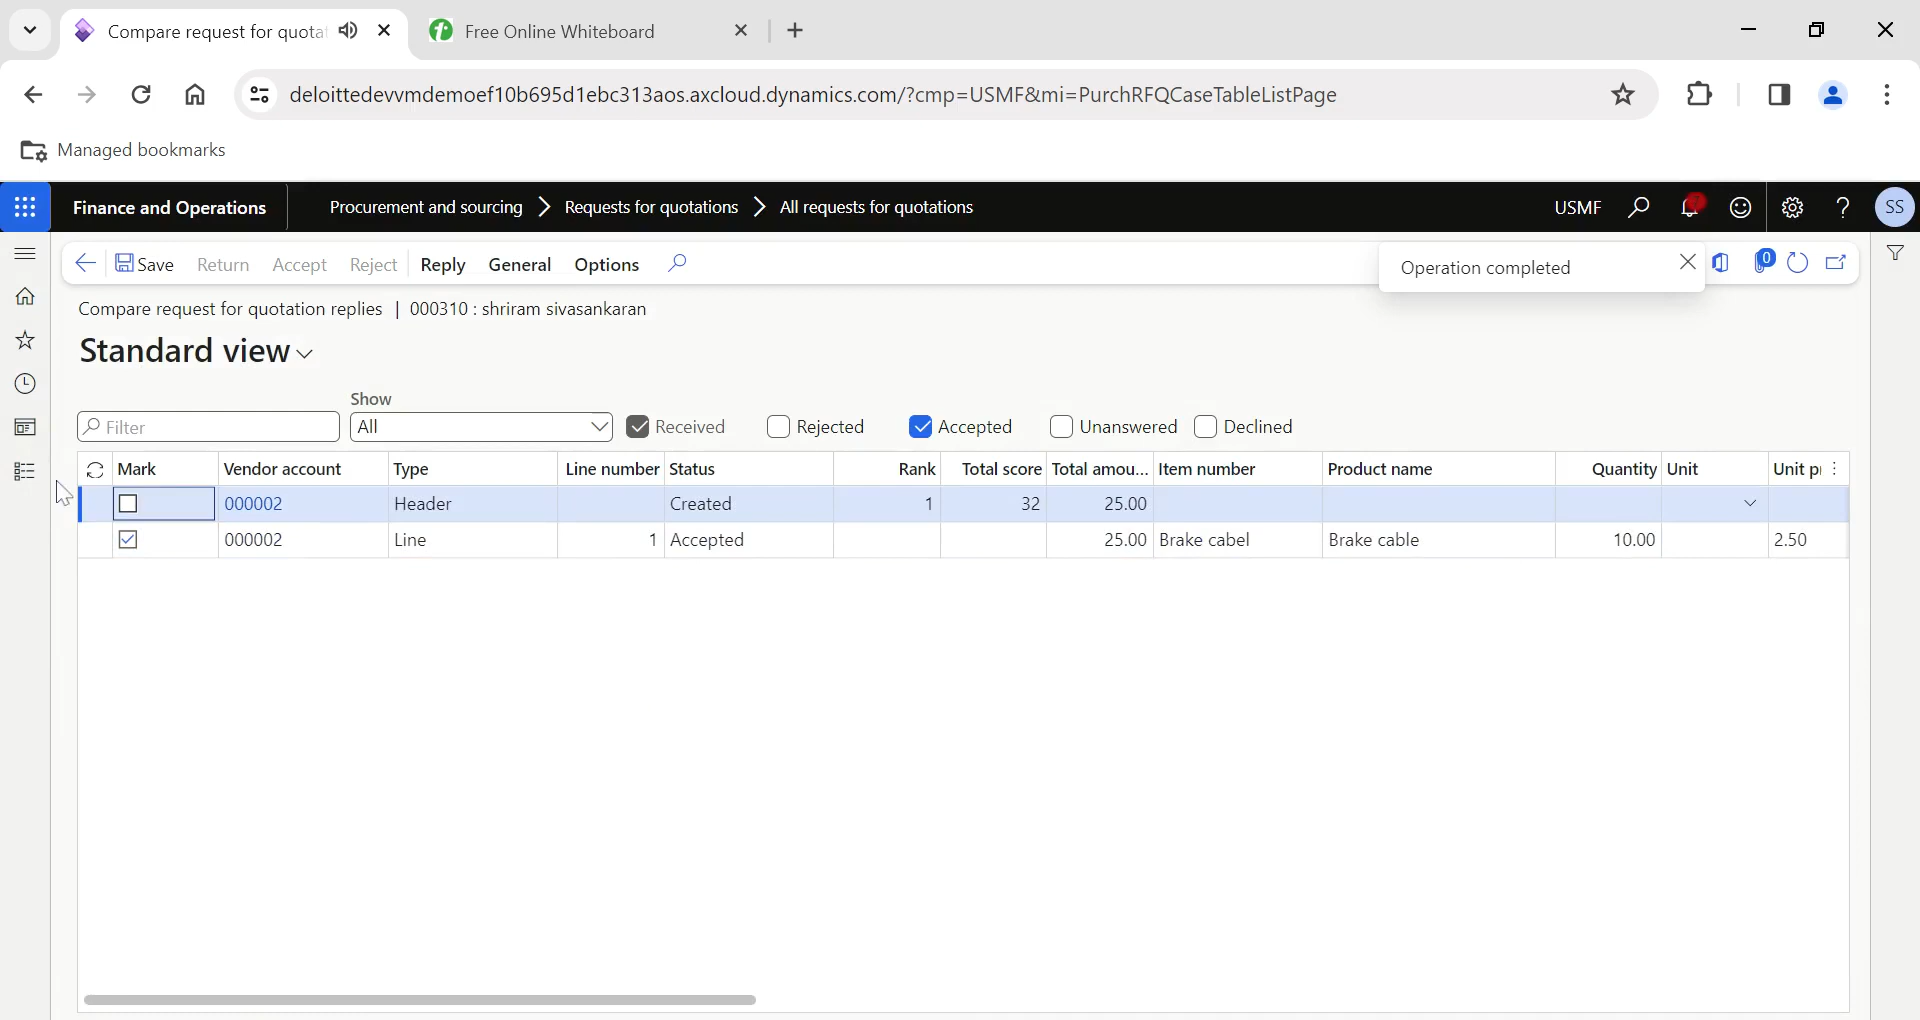 Compare request for quota
Free Online Whiteboard
deloittedevvmdemoef10b695d1ebc313aos.axcloud.dynamics.com/?cmp=USMF&mi=PurchRFQCaseTableListPage
Managed bookmarks
Finance and Operations
Procurement and sourcing > Requests for quotations > All requests for quotations
USMF
?
SS
Save Return Accept Reject Reply General Options
Operation completed
0
Compare request for quotation replies | 000310 : shriram sivasankaran
Standard view
Show
Filter All Received Rejected Accepted Unanswered Declined
Mark Vendor account Type Line number Status Rank Total score Total amou... Item number Product name Quantity Unit Unit p
000002 Header Created 1 32 25.00
000002 Line 1 Accepted 25.00 Brake cabel Brake cable 10.00 2.50